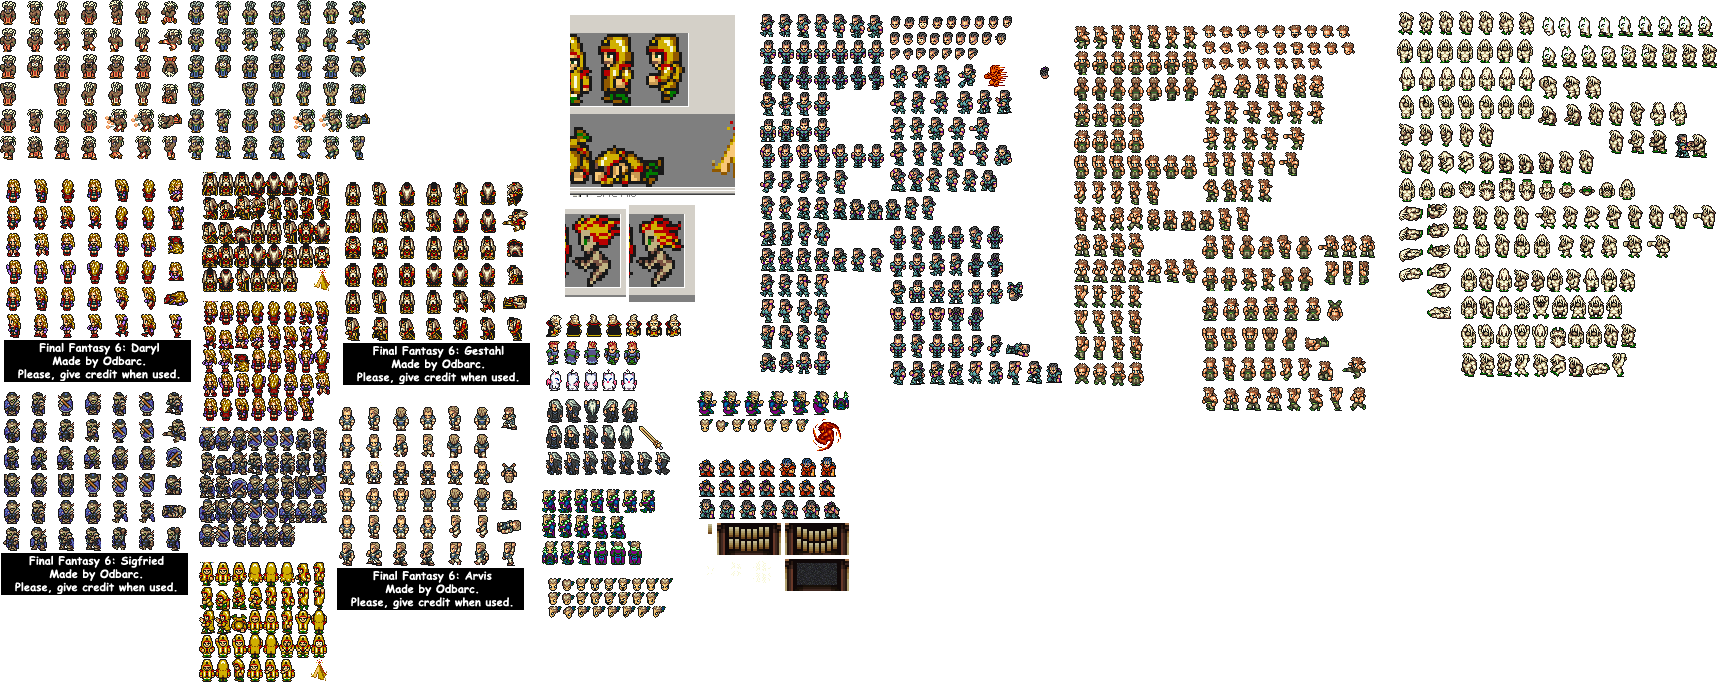 Final Fantasy 6: Daryl
Made by Odbarc.
Please, give credit when used.
Final Fantasy 6: Gestahl
Made by Odbarc.
Please, give credit when used.
Final Fantasy 6: Sigfried
Made by Odbarc.
Please, give credit when used.
Final Fantasy 6: Arvis
Made by Odbarc.
Please, give credit when used.